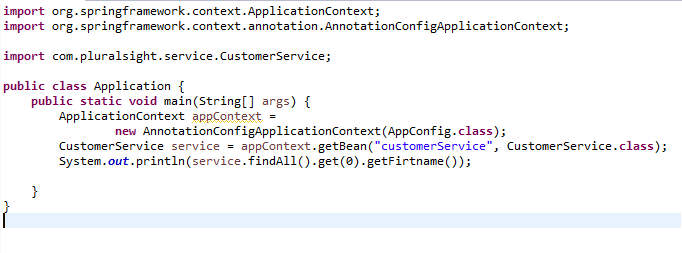 import org.springframework.context.ApplicationContext;
import org.springframework.context.annotation.AnnotationConfigApplicationContext;
import com.pluralsight.service.CustomerService;
public class Application {
public static void main(String[] args) {
ApplicationContext appContext =
new AnnotationConfigApplicationContext(AppConfig.class);
CustomerService service = appContext.getBean("customerService", CustomerService.class);
System.out.println(service.findAll().get(0).getFirtname());
}
}